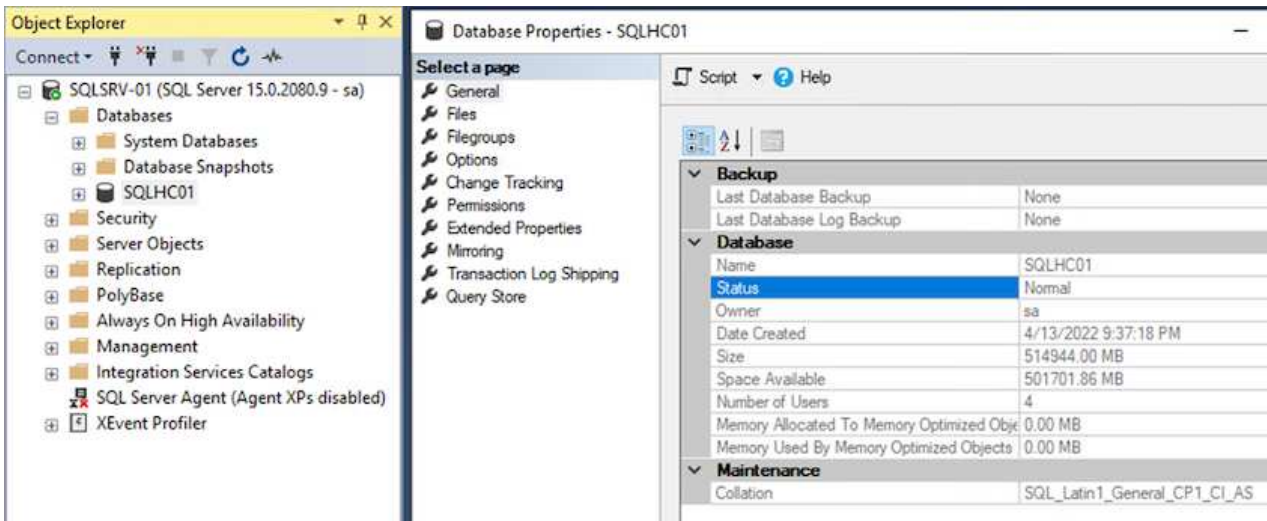 Object Explorer
Connect
SQLSRV-01 (SQL Server 15.0.2080.9 - sa)
Databases
System Databases
Database Snapshots
SQLHC01
Security
Server Objects
Replication
PolyBase
Always On High Availability
Management
Integration Services Catalogs
SQL Server Agent (Agent XPs disabled)
XEvent Profiler
Database Properties - SQLHC01
Select a page
General
Files
Filegroups
Options
Change Tracking
Permissions
Extended Properties
Mirroring
Transaction Log Shipping
Query Store
Script Help
Backup
Last Database Backup None
Last Database Log Backup None
Database
Name SQLHC01
Status Normal
Owner sa
Date Created 4/13/2022 9:37:18 PM
Size 514944.00 MB
Space Available 501701.86 MB
Number of Users 4
Memory Allocated To Memory Optimized Obje 0.00 MB
Memory Used By Memory Optimized Objects 0.00 MB
Maintenance
Collation SQL_Latin1_General_CP1_CI_AS